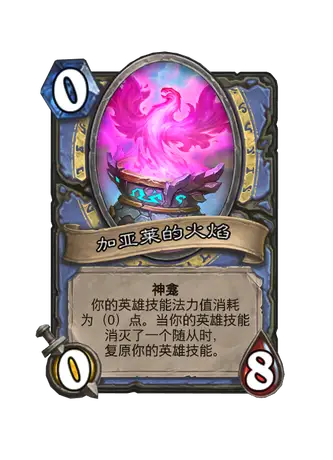 0
加亚莱的火焰
神龛
你的英雄技能法力值消耗
为（0）点。当你的英雄技能
消灭了一个随从时，
复原你的英雄技能。
0
8